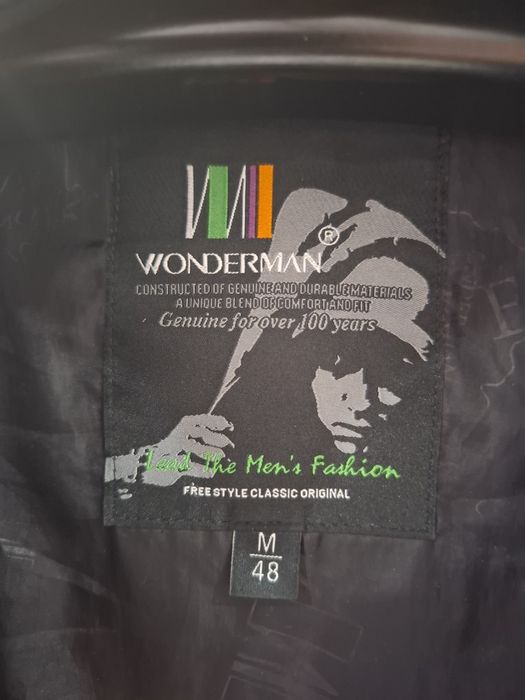 WONDERMAN ®
CONSTRUCTED OF GENUINE AND DURABLE MATERIALS
A UNIQUE BLEND OF COMFORT AND FIT
Genuine for over 100 years
Lead The Men's Fashion
FREE STYLE CLASSIC ORIGINAL
M
48